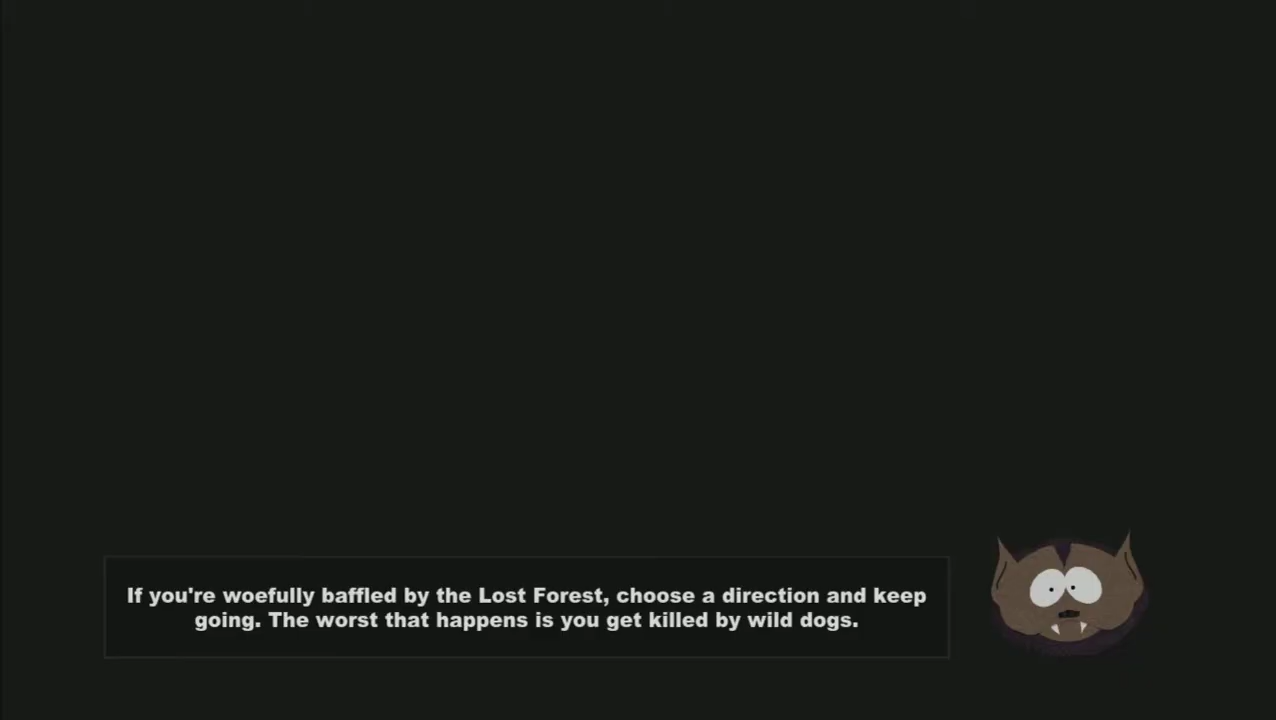 If you're woefully baffled by the Lost Forest, choose a direction and keep
going. The worst that happens is you get killed by wild dogs.